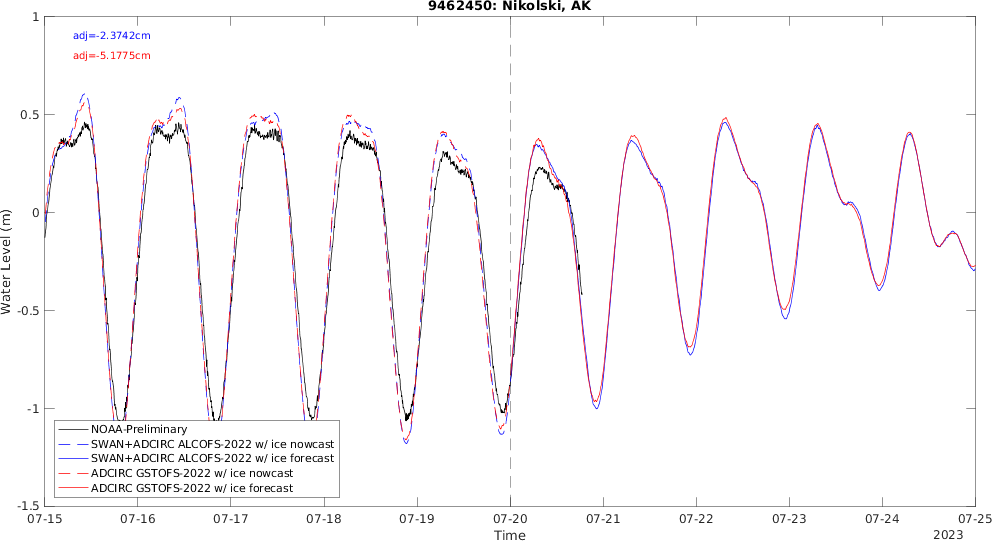 9462450: Nikolski, AK
adj=-2.3742cm
adj=-5.1775cm
Water Level (m)
1
0.5
0
-0.5
-1
-1.5
NOAA-Preliminary
SWAN+ADCIRC ALCOFS-2022 w/ ice nowcast
SWAN+ADCIRC ALCOFS-2022 w/ ice forecast
ADCIRC GSTOFS-2022 w/ ice nowcast
ADCIRC GSTOFS-2022 w/ ice forecast
07-15 07-16 07-17 07-18 07-19 07-20 07-21 07-22 07-23 07-24 07-25
Time
2023